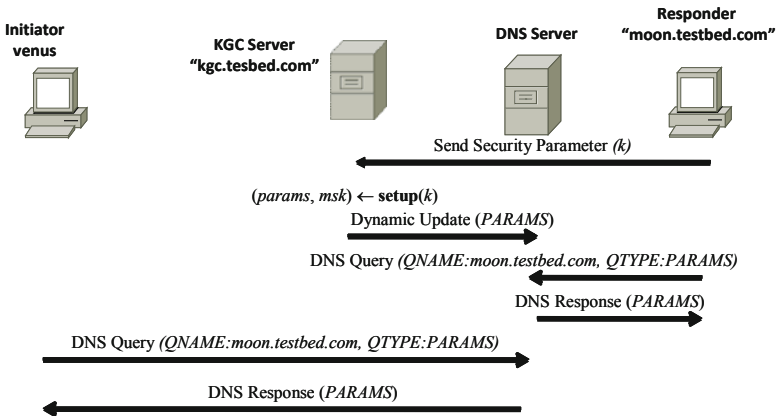 Initiator
venus
KGC Server
“kgc.tesbed.com”
DNS Server
Responder
“moon.testbed.com”
Send Security Parameter (k)
(params, msk) ← setup(k)
Dynamic Update (PARAMS)
DNS Query (QNAME:moon.testbed.com, QTYPE:PARAMS)
DNS Response (PARAMS)
DNS Query (QNAME:moon.testbed.com, QTYPE:PARAMS)
DNS Response (PARAMS)